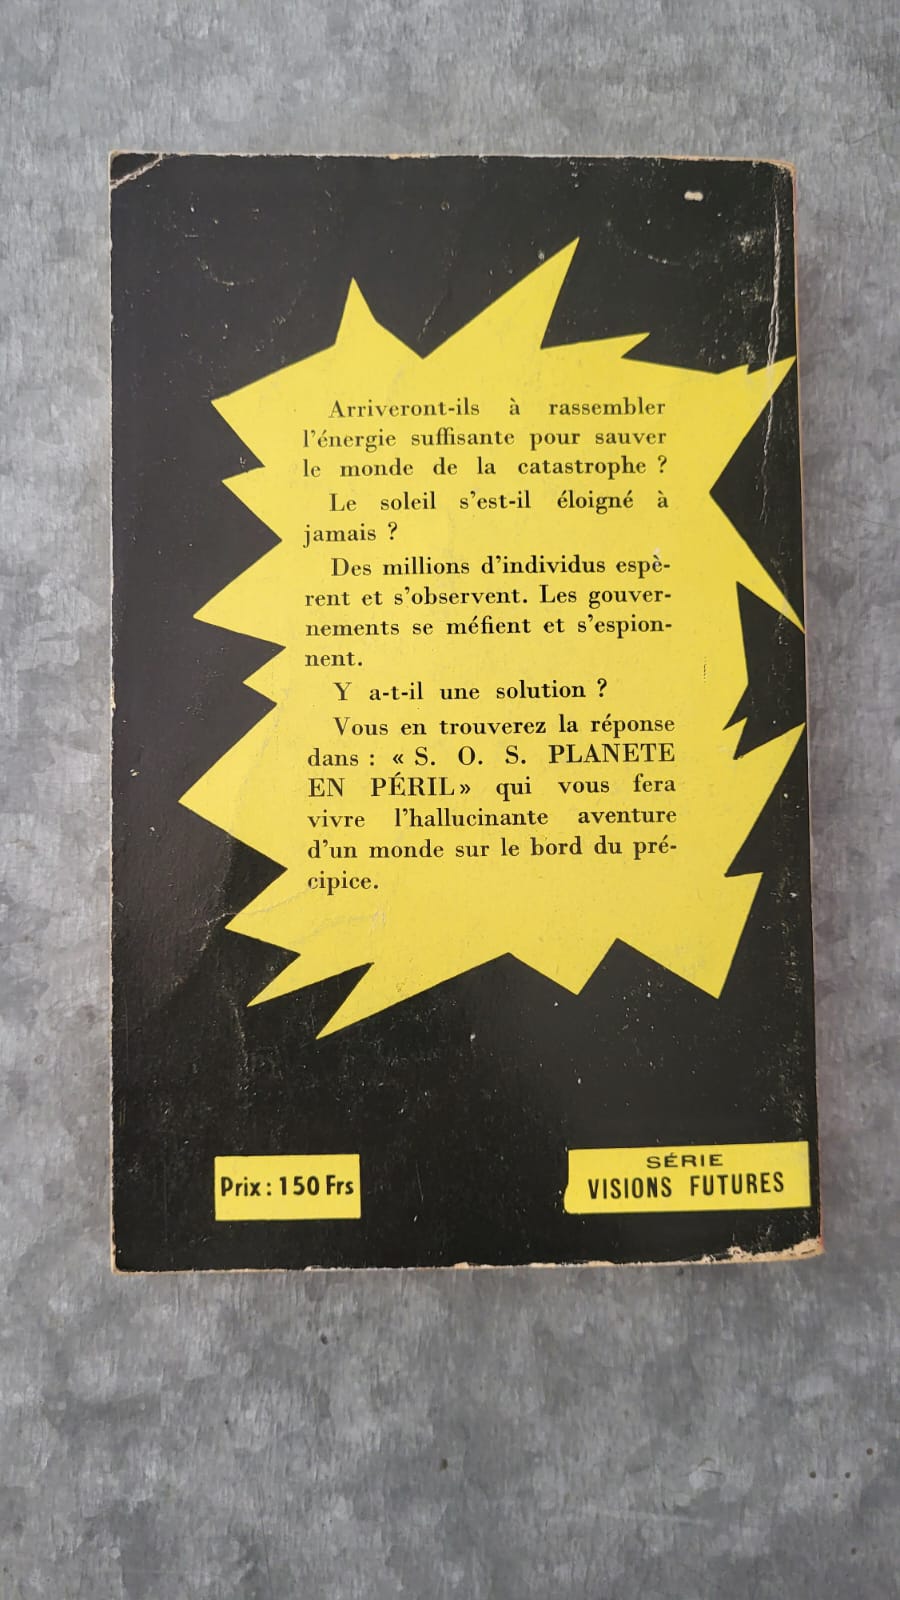 Arriveront-ils à rassembler
l'énergie suffisante pour sauver
le monde de la catastrophe ?
Le soleil s'est-il éloigné à
jamais ?
Des millions d'individus espè-
rent et s'observent. Les gouver-
nements se méfient et s'espion-
nent.
Y a-t-il une solution ?
Vous en trouverez la réponse
dans : « S. O. S. PLANETE
EN PÉRIL» qui vous fera
vivre l'hallucinante aventure
d'un monde sur le bord du pré-
cipice.
Prix : 150 Frs
SÉRIE
VISIONS FUTURES